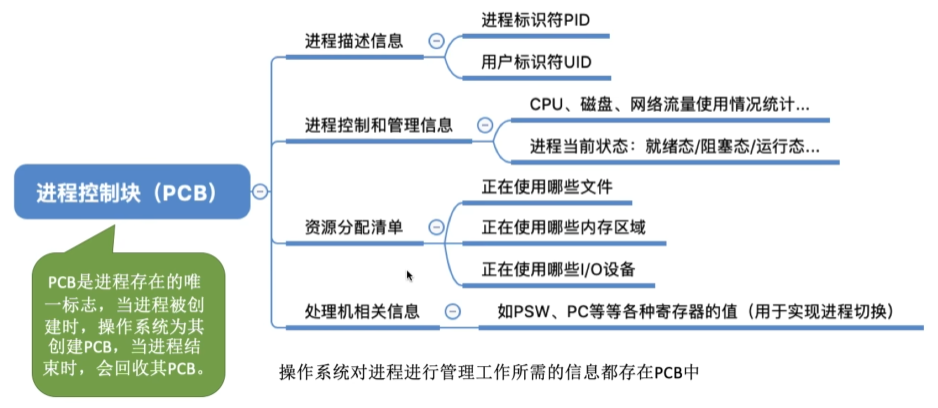 进程描述信息
进程标识符PID
用户标识符UID
进程控制和管理信息
CPU、磁盘、网络流量使用情况统计...
进程当前状态：就绪态/阻塞态/运行态...
进程控制块（PCB）
资源分配清单
正在使用哪些文件
正在使用哪些内存区域
正在使用哪些I/O设备
处理机相关信息
如PSW、PC等等各种寄存器的值（用于实现进程切换）
PCB是进程存在的唯
一标志，当进程被创
建时，操作系统为其
创建PCB，当进程结
束时，会回收其PCB。
操作系统对进程进行管理工作所需的信息都存在PCB中